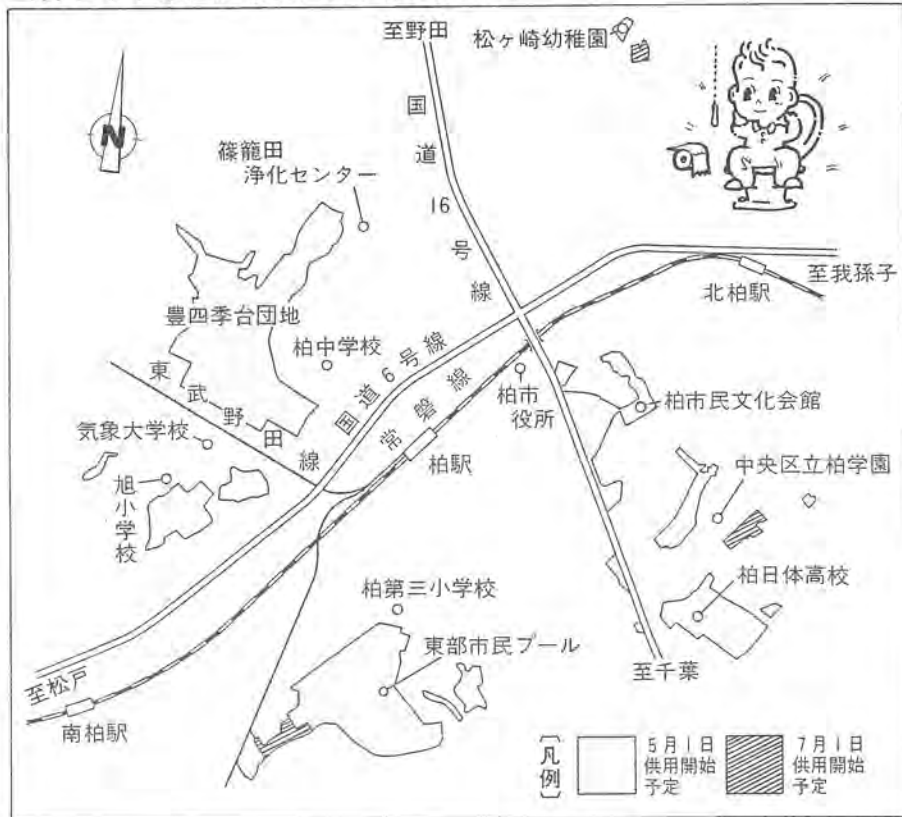 至野田
松ヶ崎幼稚園
国道16号線
N
篠籠田
浄化センター
至我孫子
北柏駅
豊四季台団地
柏中学校
国道6号線
常磐線
柏市
役所
柏市民文化会館
東武野田線
気象大学校
柏駅
中央区立柏学園
旭小学校
柏日体高校
柏第三小学校
東部市民プール
至松戸
至千葉
南柏駅
[凡例]
5月1日
供用開始
予定
7月1日
供用開始
予定